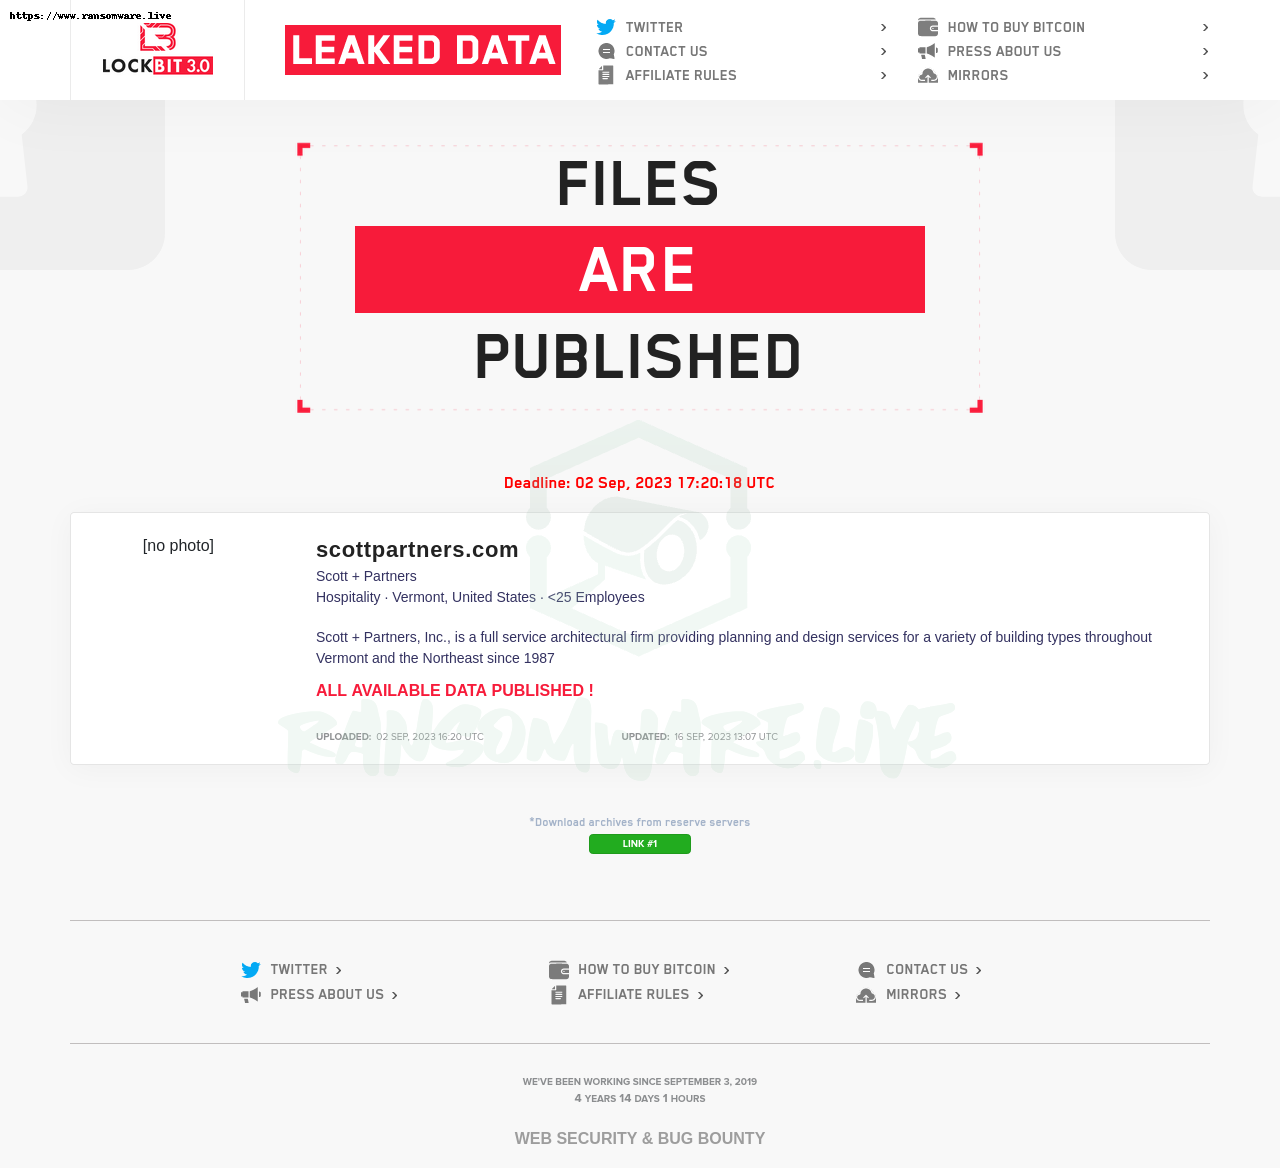 https://www.ransomware.live
LOCKBIT 3.0
LEAKED DATA
TWITTER
CONTACT US
AFFILIATE RULES
HOW TO BUY BITCOIN
PRESS ABOUT US
MIRRORS
FILES
ARE
PUBLISHED
Deadline: 02 Sep, 2023 17:20:18 UTC
[no photo]
scottpartners.com
Scott + Partners
Hospitality · Vermont, United States · <25 Employees
Scott + Partners, Inc., is a full service architectural firm providing planning and design services for a variety of building types throughout
Vermont and the Northeast since 1987
ALL AVAILABLE DATA PUBLISHED !
UPLOADED: 02 SEP, 2023 16:20 UTC
UPDATED: 16 SEP, 2023 13:07 UTC
RANSOMWARE.LIVE
*Download archives from reserve servers
LINK #1
TWITTER
HOW TO BUY BITCOIN
CONTACT US
PRESS ABOUT US
AFFILIATE RULES
MIRRORS
WE'VE BEEN WORKING SINCE SEPTEMBER 3, 2019
4 YEARS 14 DAYS 1 HOURS
WEB SECURITY & BUG BOUNTY